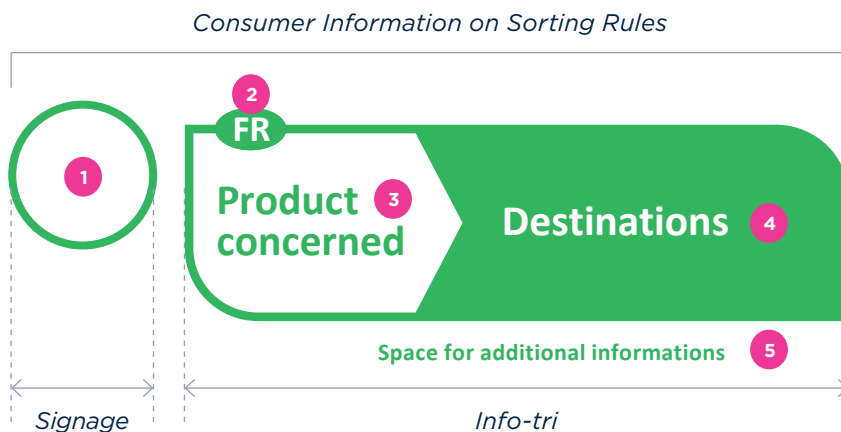 Consumer Information on Sorting Rules
2
FR
1
Product
concerned
3
Destinations
4
Space for additional informations
5
Signage
Info-tri